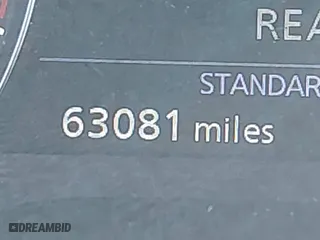 REA
STANDAR
63081 miles
DREAMBID